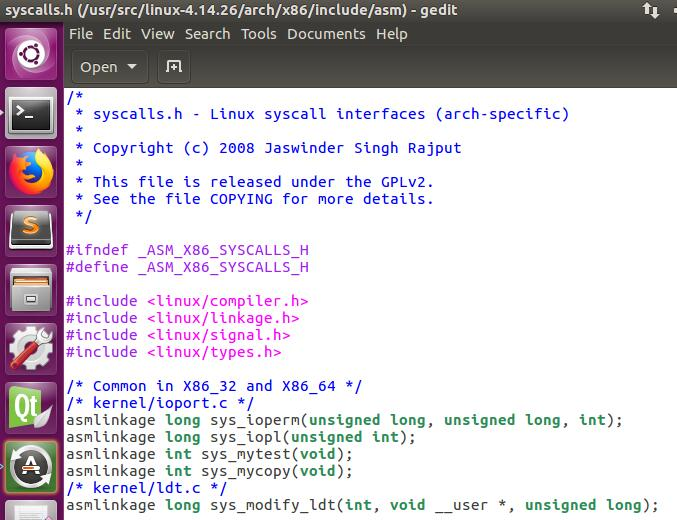 syscalls.h (/usr/src/linux-4.14.26/arch/x86/include/asm) - gedit
File Edit View Search Tools Documents Help
Open
/*
 * syscalls.h - Linux syscall interfaces (arch-specific)
 *
 * Copyright (c) 2008 Jaswinder Singh Rajput
 *
 * This file is released under the GPLv2.
 * See the file COPYING for more details.
 */
#ifndef _ASM_X86_SYSCALLS_H
#define _ASM_X86_SYSCALLS_H
#include <linux/compiler.h>
#include <linux/linkage.h>
#include <linux/signal.h>
#include <linux/types.h>
/* Common in X86_32 and X86_64 */
/* kernel/ioport.c */
asmlinkage long sys_ioperm(unsigned long, unsigned long, int);
asmlinkage long sys_iopl(unsigned int);
asmlinkage int sys_mytest(void);
asmlinkage int sys_mycopy(void);
/* kernel/ldt.c */
asmlinkage long sys_modify_ldt(int, void __user *, unsigned long);
S
Qt
A